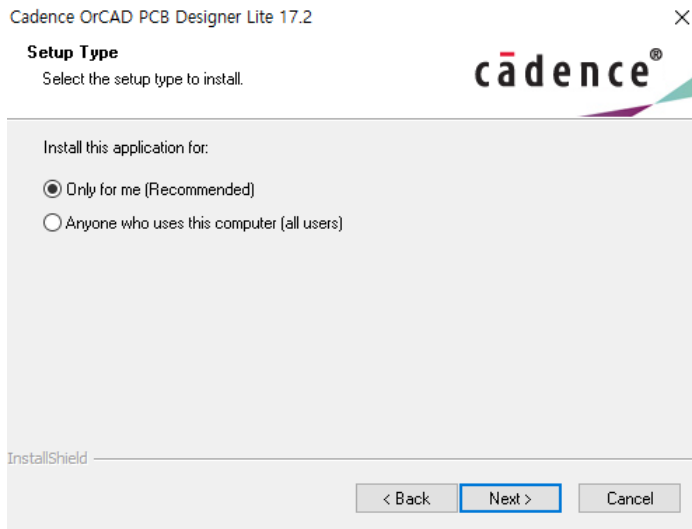 Cadence OrCAD PCB Designer Lite 17.2
Setup Type
Select the setup type to install.
cādence®
Install this application for:
Only for me (Recommended)
Anyone who uses this computer (all users)
InstallShield
< Back
Next >
Cancel